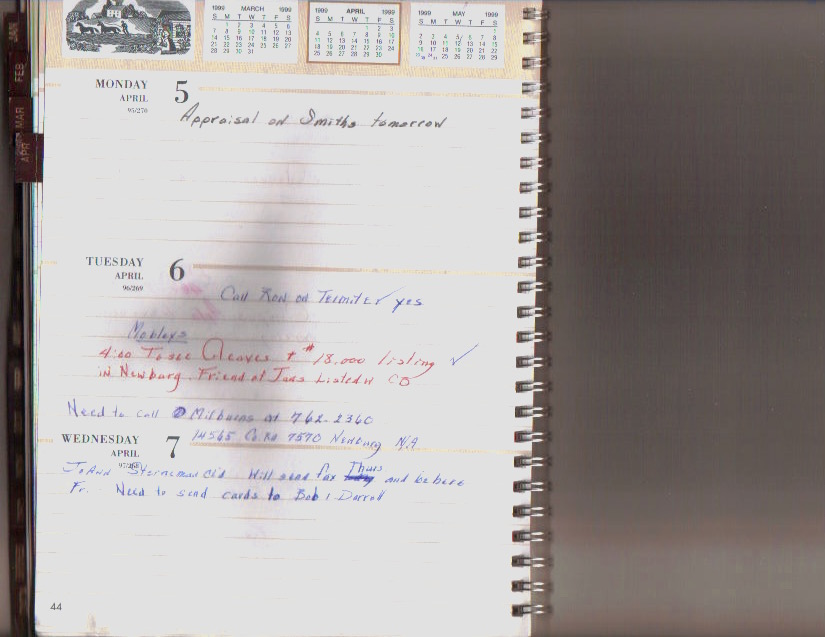 1999 MARCH 1999
S M T W T F S
1 2 3 4 5 6
7 8 9 10 11 12 13
14 15 16 17 18 19 20
21 22 23 24 25 26 27
28 29 30 31
1999 APRIL 1999
S M T W T F S
1 2 3
4 5 6 7 8 9 10
11 12 13 14 15 16 17
18 19 20 21 22 23 24
25 26 27 28 29 30
1999 MAY 1999
S M T W T F S
1
2 3 4 5 6 7 8
9 10 11 12 13 14 15
16 17 18 19 20 21 22
23 30 24 31 25 26 27 28 29
JAN
FEB
MAR
APR
MONDAY 5
APRIL
95/270
Appraisal on Smiths tomorrow
TUESDAY 6
APRIL
96/269
Call Ron on Termite ✓ yes
Mobleys
4:00 To see Cleaves + # 18,000 listing ✓
in Newburg. Friend of Jans Listed w
Need to call Milburns at 762-2360
14565 Co Rd 7570 Newburg
WEDNESDAY 7
APRIL
97/268
JoAnn cl'd Will send fax Thurs and be here
Fr. Need to send cards to Bob / Darrell
44